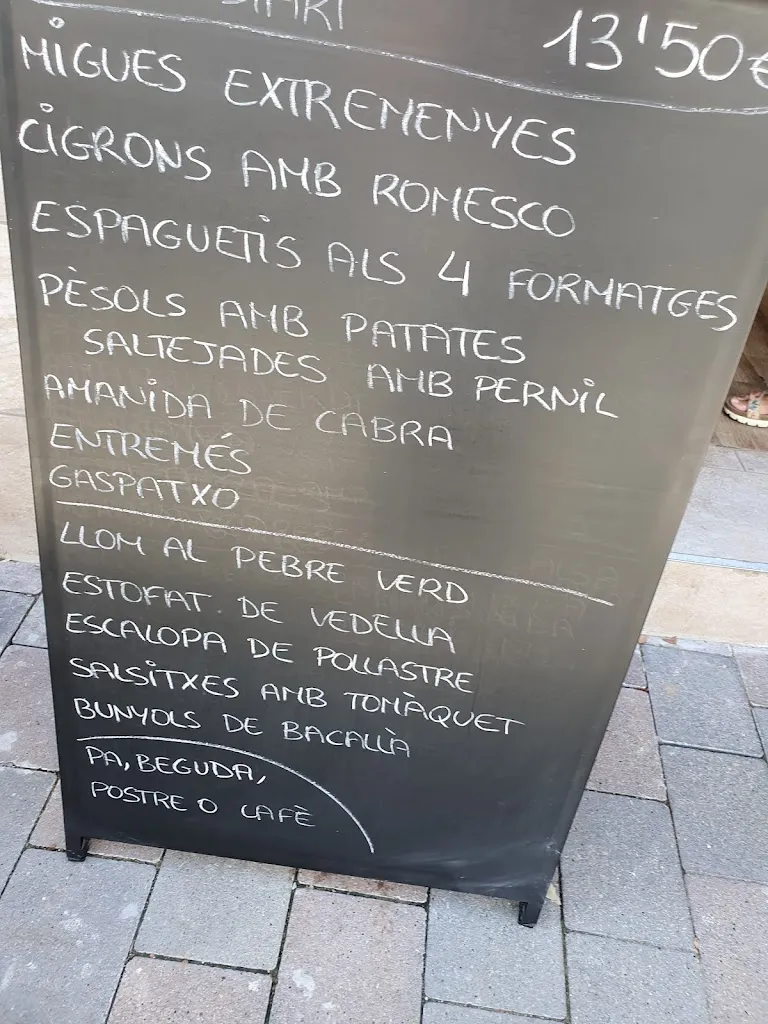 DIARI 13'50€
MIGUES EXTREMENYES
CIGRONS AMB ROMESCO
ESPAGUETIS ALS 4 FORMATGES
PÈSOLS AMB PATATES
SALTEJADES AMB PERNIL
AMANIDA DE CABRA
ENTREMÉS
GASPATXO
LLOM AL PEBRE VERD
ESTOFAT DE VEDELLA
ESCALOPA DE POLLASTRE
SALSITXES AMB TOMÀQUET
BUNYOLS DE BACALLÀ
PA, BEGUDA,
POSTRE O CAFÈ